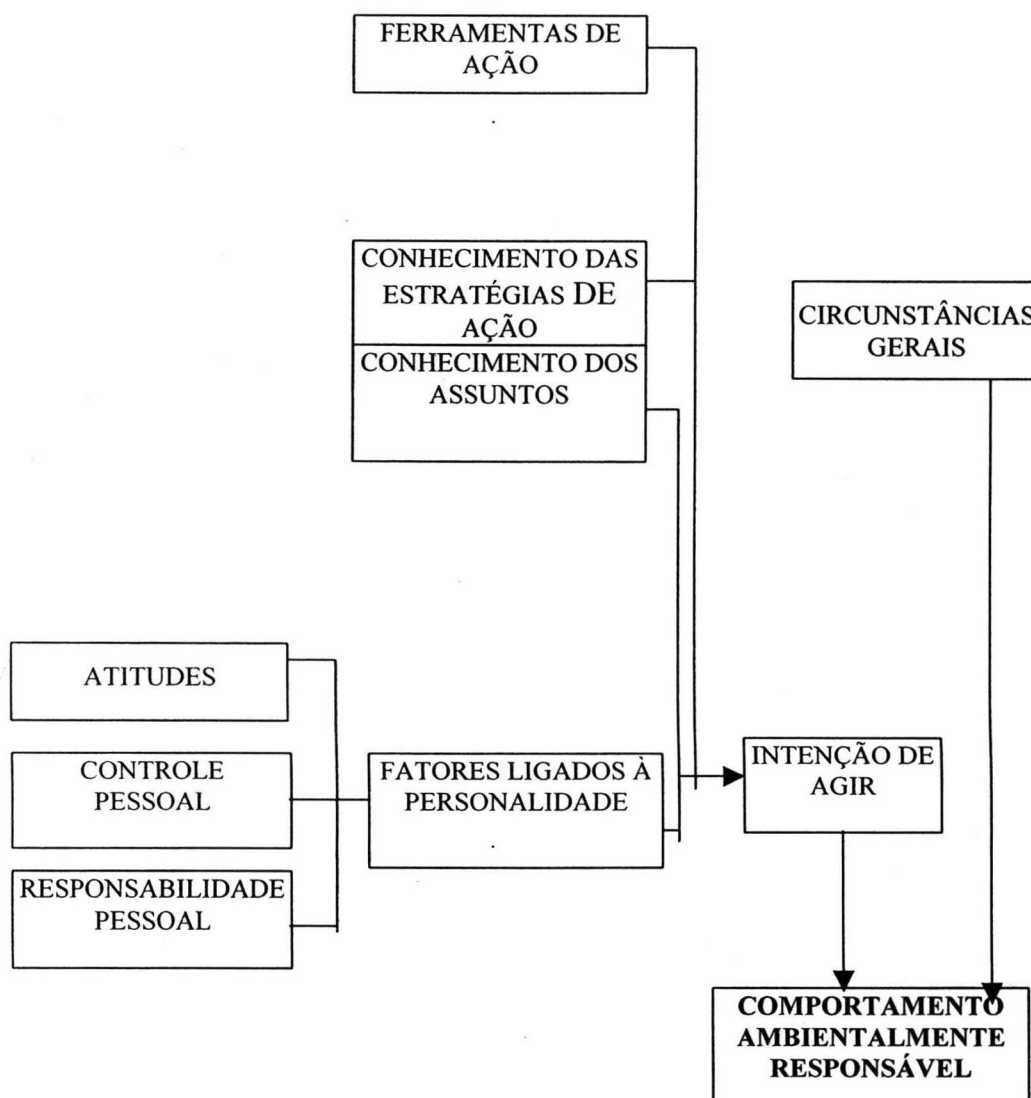 FERRAMENTAS DE
AÇÃO
CONHECIMENTO DAS
ESTRATÉGIAS DE
AÇÃO
CONHECIMENTO DOS
ASSUNTOS
CIRCUNSTÂNCIAS
GERAIS
ATITUDES
CONTROLE
PESSOAL
RESPONSABILIDADE
PESSOAL
FATORES LIGADOS À
PERSONALIDADE
INTENÇÃO DE
AGIR
COMPORTAMENTO
AMBIENTALMENTE
RESPONSÁVEL